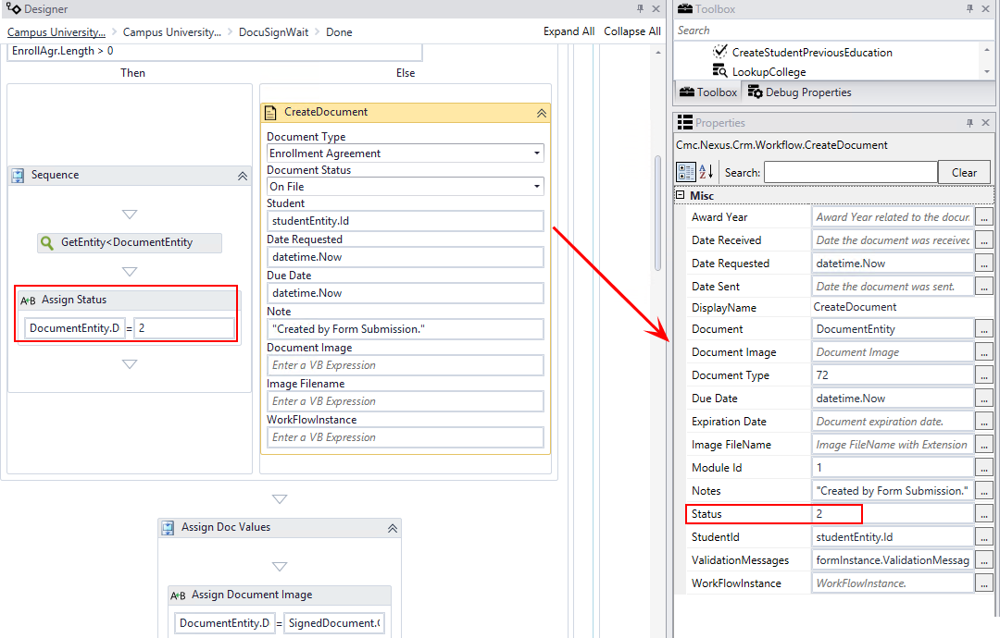 Designer
Campus University... > Campus University... > DocuSignWait > Done
Expand All Collapse All
EnrollAgr.Length > 0
Then
Else
Sequence
GetEntity<DocumentEntity
A+B Assign Status
DocumentEntity.D = 2
CreateDocument
Document Type
Enrollment Agreement
Document Status
On File
Student
studentEntity.Id
Date Requested
datetime.Now
Due Date
datetime.Now
Note
"Created by Form Submission."
Document Image
Enter a VB Expression
Image Filename
Enter a VB Expression
WorkFlowInstance
Enter a VB Expression
Assign Doc Values
A+B Assign Document Image
DocumentEntity.D = SignedDocument.(
Toolbox
Search
CreateStudentPreviousEducation
LookupCollege
Toolbox Debug Properties
Properties
Cmc.Nexus.Crm.Workflow.CreateDocument
Search: Clear
Misc
Award Year Award Year related to the docur ...
Date Received Date the document was received ...
Date Requested datetime.Now ...
Date Sent Date the document was sent. ...
DisplayName CreateDocument
Document DocumentEntity ...
Document Image Document Image ...
Document Type 72 ...
Due Date datetime.Now ...
Expiration Date Document expiration date. ...
Image FileName Image FileName with Extension ...
Module Id 1 ...
Notes "Created by Form Submission." ...
Status 2 ...
StudentId studentEntity.Id ...
ValidationMessages formInstance.ValidationMessag ...
WorkFlowInstance WorkFlowInstance. ...